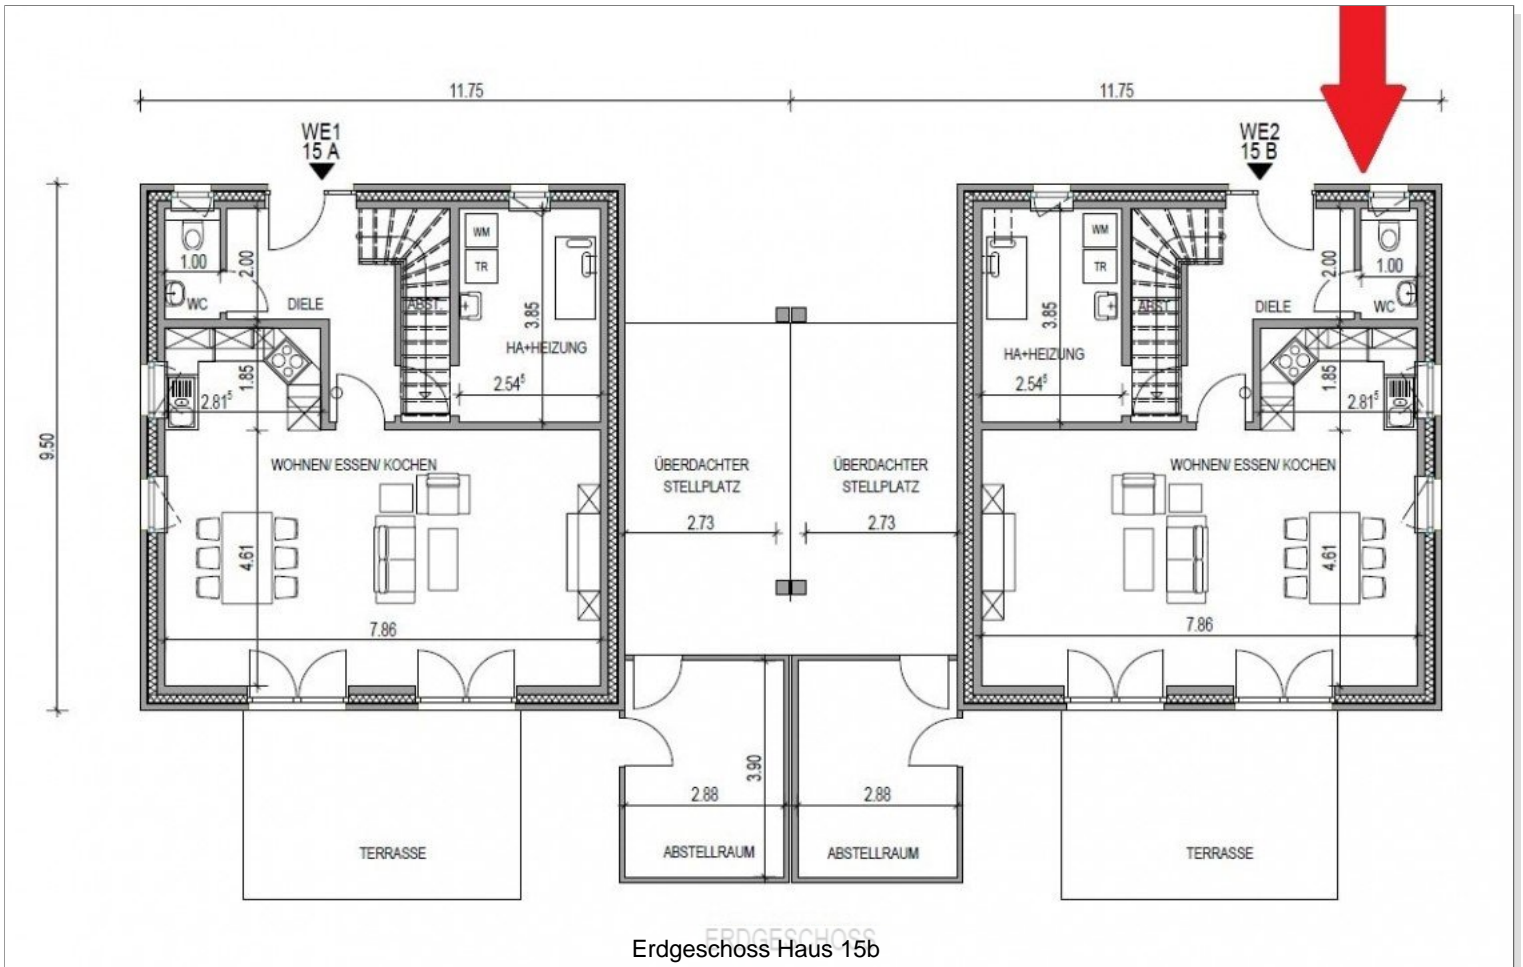 11.75 11.75
WE1 WE2
15 A 15 B
WM WM
1.00 2.00 TR TR 2.00 1.00
WC DIELE ABST. 3.85 3.85 ABST. DIELE WC
HA+HEIZUNG HA+HEIZUNG
1.85 2.54⁵ 2.54⁵ 1.85
2.81⁵ 2.81⁵
9.50
WOHNEN/ ESSEN/ KOCHEN ÜBERDACHTER ÜBERDACHTER WOHNEN/ ESSEN/ KOCHEN
STELLPLATZ STELLPLATZ
2.73 2.73
4.61 4.61
7.86 7.86
3.90
2.88 2.88
TERRASSE ABSTELLRAUM ABSTELLRAUM TERRASSE
ERDGESCHOSS
Erdgeschoss Haus 15b